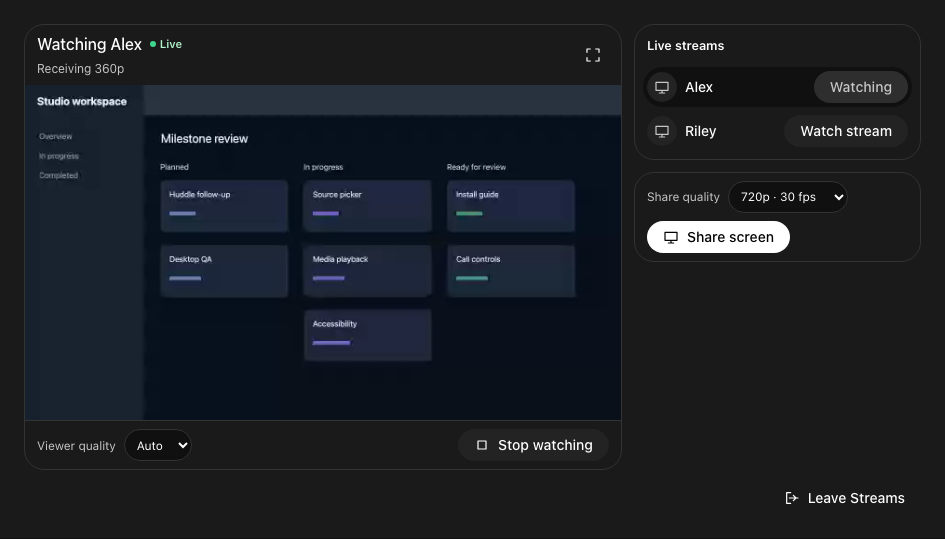 Watching Alex
Live
Receiving 360p
Studio workspace
Overview
In progress
Completed
Milestone review
Planned
In progress
Ready for review
Huddle follow-up
Source picker
Install guide
Desktop QA
Media playback
Call controls
Accessibility
Viewer quality
Auto
Stop watching
Live streams
Alex
Watching
Riley
Watch stream
Share quality
720p · 30 fps
Share screen
Leave Streams